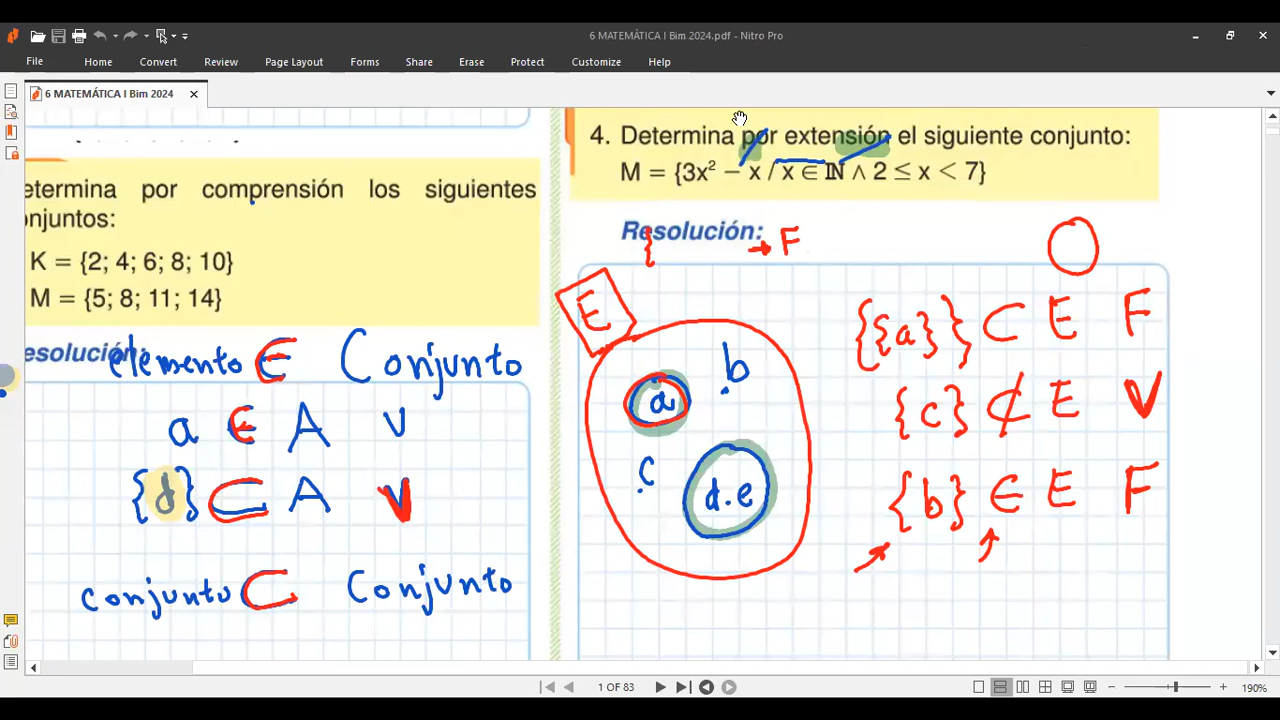 6 MATEMÁTICA I Bim 2024.pdf - Nitro Pro
File Home Convert Review Page Layout Forms Share Erase Protect Customize Help
6 MATEMÁTICA I Bim 2024
etermina por comprensión los siguientes
onjuntos:
K = {2; 4; 6; 8; 10}
M = {5; 8; 11; 14}
esolución:
elemento ∈ Conjunto
a ∈ A V
{d} ⊂ A V
conjunto ⊂ Conjunto
4. Determina por extensión el siguiente conjunto:
M = {3x² – x / x ∈ ℕ ∧ 2 ≤ x < 7}
Resolución:
{ → F
E
b
a
c
d.e
{{a}} ⊂ E F
{c} ⊄ E V
{b} ∈ E F
1 OF 83
190%